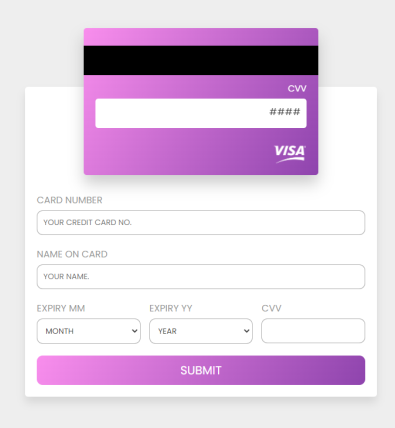 CVV
####
VISA
CARD NUMBER
YOUR CREDIT CARD NO.
NAME ON CARD
YOUR NAME.
EXPIRY MM EXPIRY YY CVV
MONTH YEAR
SUBMIT